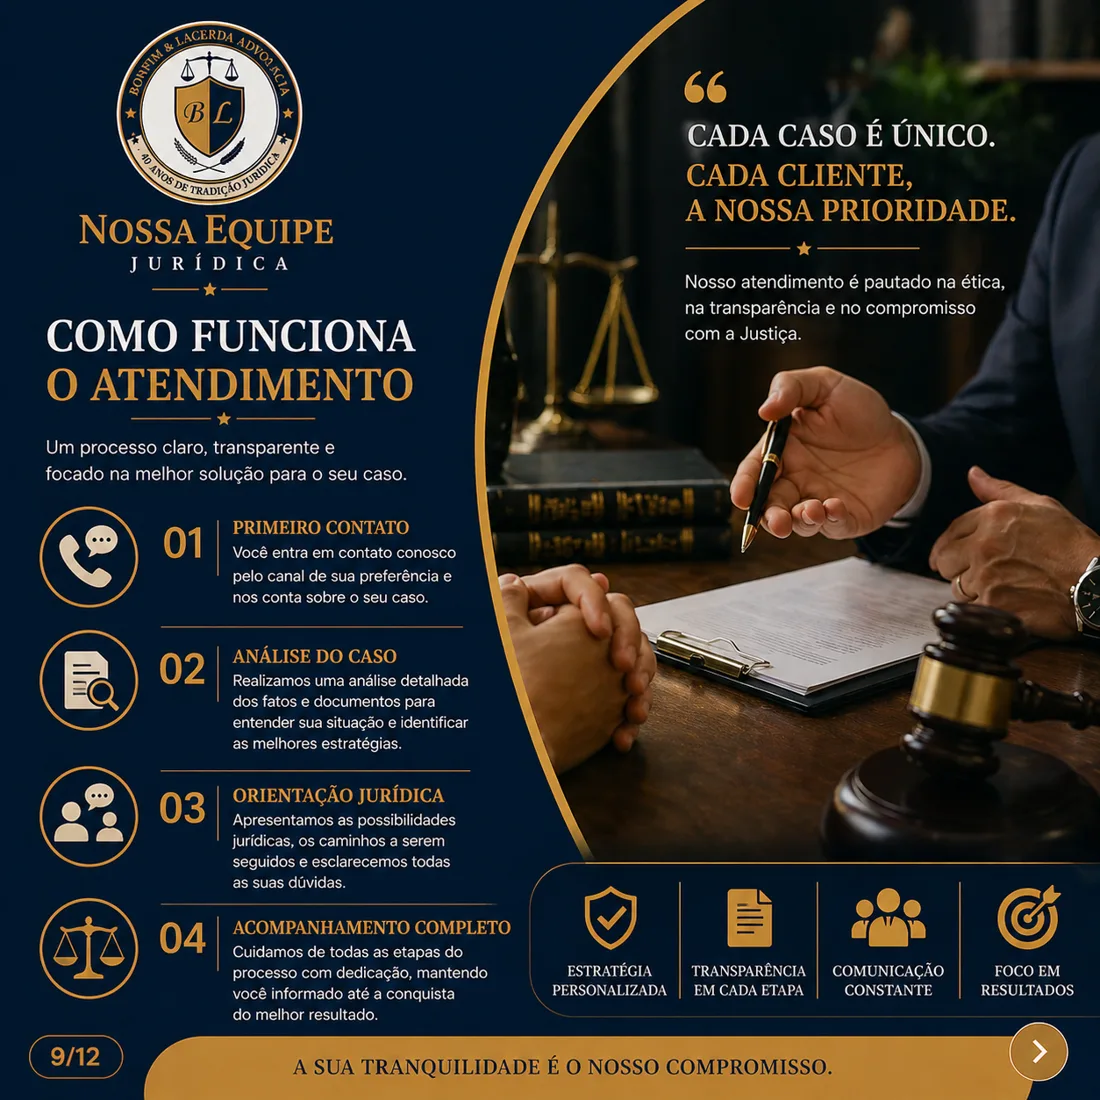 BOMFIM & LACERDA ADVOCACIA
B L
40 ANOS DE TRADIÇÃO JURÍDICA
NOSSA EQUIPE
JURÍDICA
COMO FUNCIONA
O ATENDIMENTO
Um processo claro, transparente e
focado na melhor solução para o seu caso.
01
PRIMEIRO CONTATO
Você entra em contato conosco
pelo canal de sua preferência e
nos conta sobre o seu caso.
02
ANÁLISE DO CASO
Realizamos uma análise detalhada
dos fatos e documentos para
entender sua situação e identificar
as melhores estratégias.
03
ORIENTAÇÃO JURÍDICA
Apresentamos as possibilidades
jurídicas, os caminhos a serem
seguidos e esclarecemos todas
as suas dúvidas.
04
ACOMPANHAMENTO COMPLETO
Cuidamos de todas as etapas do
processo com dedicação, mantendo
você informado até a conquista
do melhor resultado.
“
CADA CASO É ÚNICO.
CADA CLIENTE,
A NOSSA PRIORIDADE.
Nosso atendimento é pautado na ética,
na transparência e no compromisso
com a Justiça.
ESTRATÉGIA
PERSONALIZADA
TRANSPARÊNCIA
EM CADA ETAPA
COMUNICAÇÃO
CONSTANTE
FOCO EM
RESULTADOS
9/12
A SUA TRANQUILIDADE É O NOSSO COMPROMISSO.